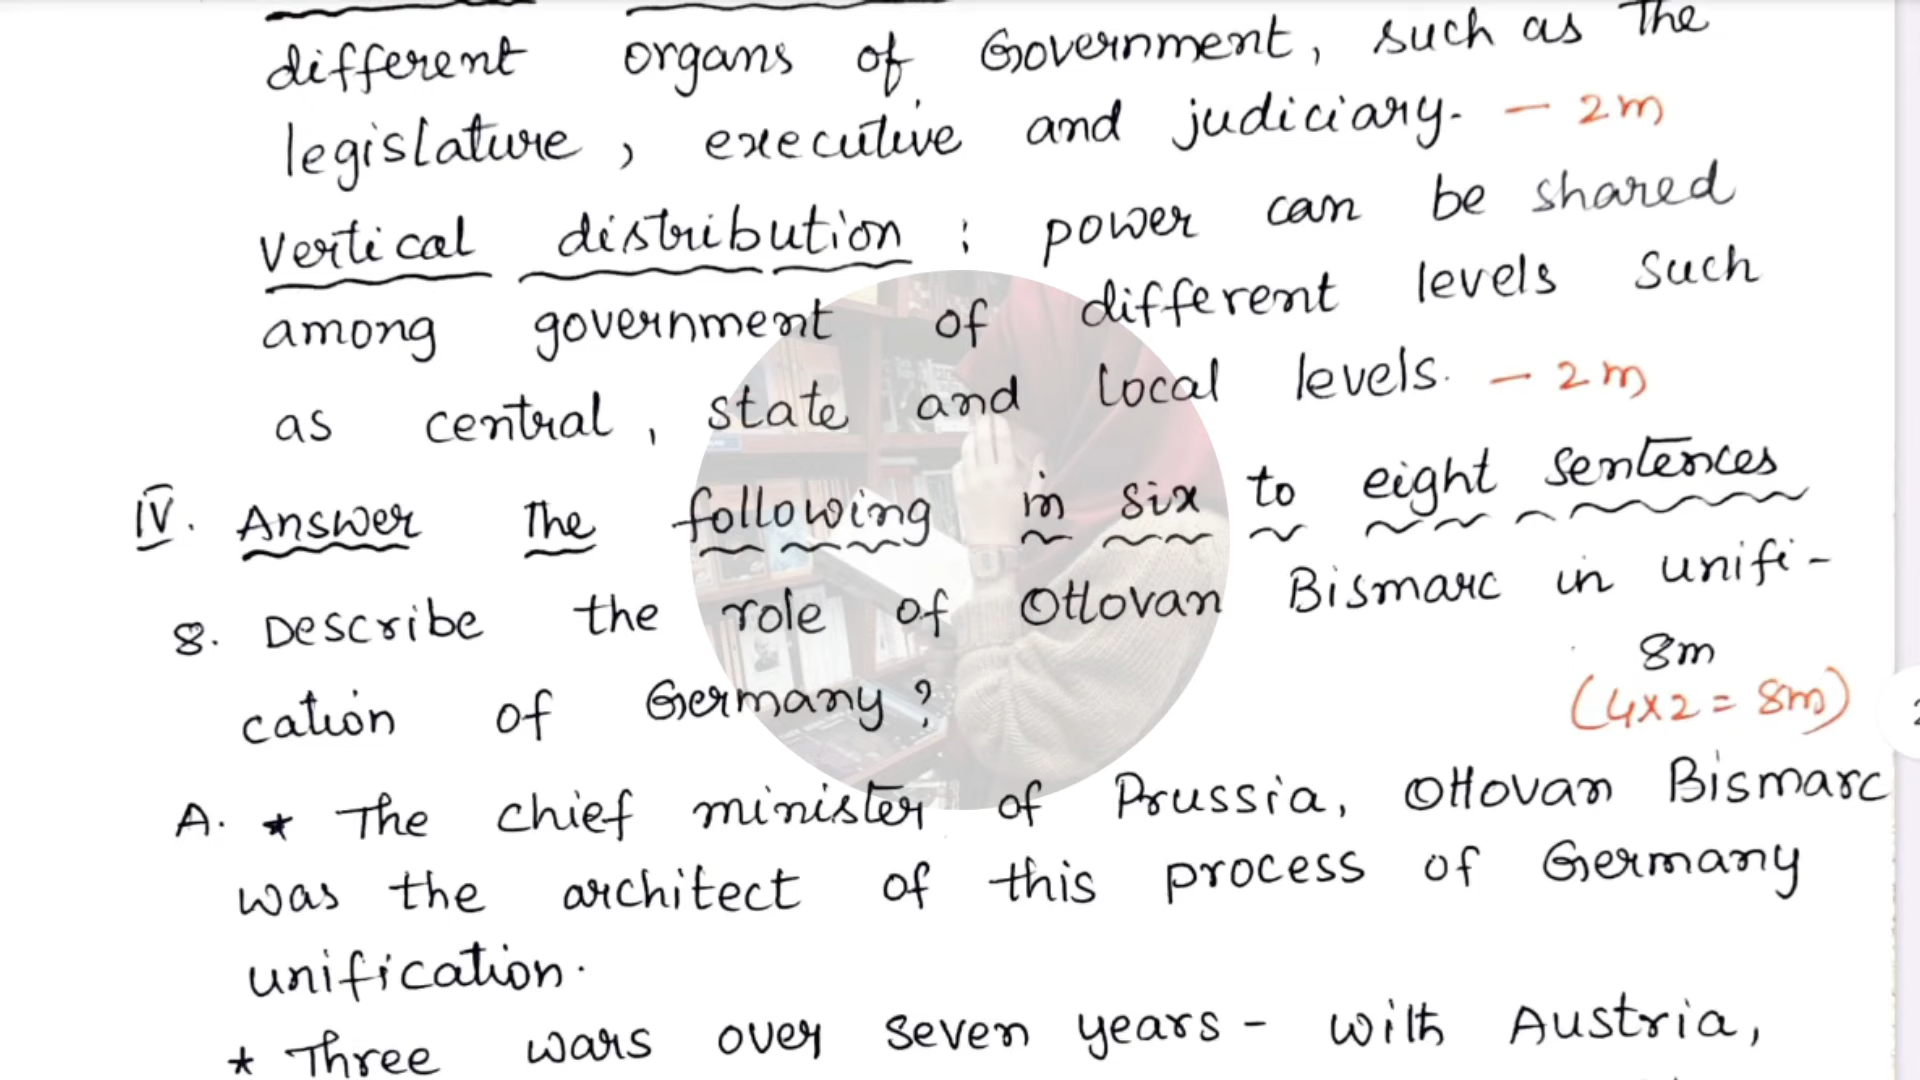 different organs of Government, such as The
legislature, executive and judiciary. - 2m
Vertical distribution : power can be shared
among government of different levels such
as central, state and local levels. - 2m
IV. Answer The following in six to eight sentences
8. Describe the role of Ottovan Bismarc in unifi-
cation of Germany? 8m
(4x2 = 8m)
A. * The chief minister of Prussia, Ottovan Bismarc
was the architect of this process of Germany
unification.
* Three wars over seven years - with Austria,